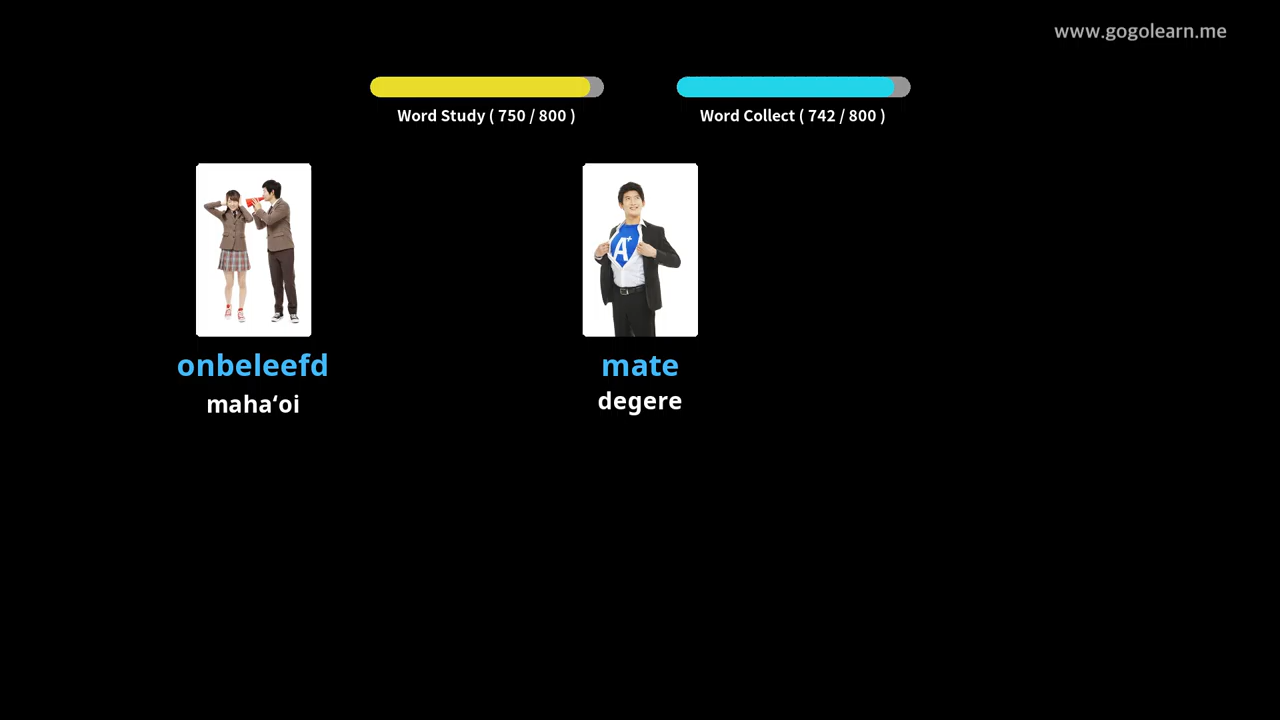 www.gogolearn.me
Word Study ( 750 / 800 )
Word Collect ( 742 / 800 )
A+
onbeleefd
mahaʻoi
mate
degere